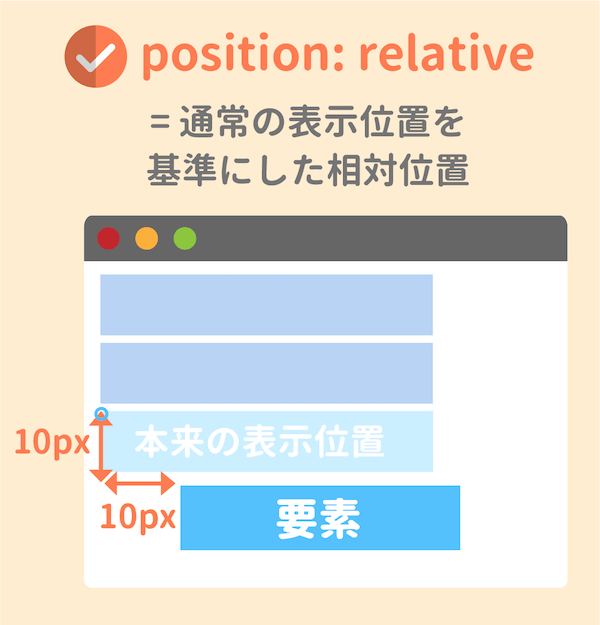 position: relative
= 通常の表示位置を
基準にした相対位置
本来の表示位置
10px
10px
要素